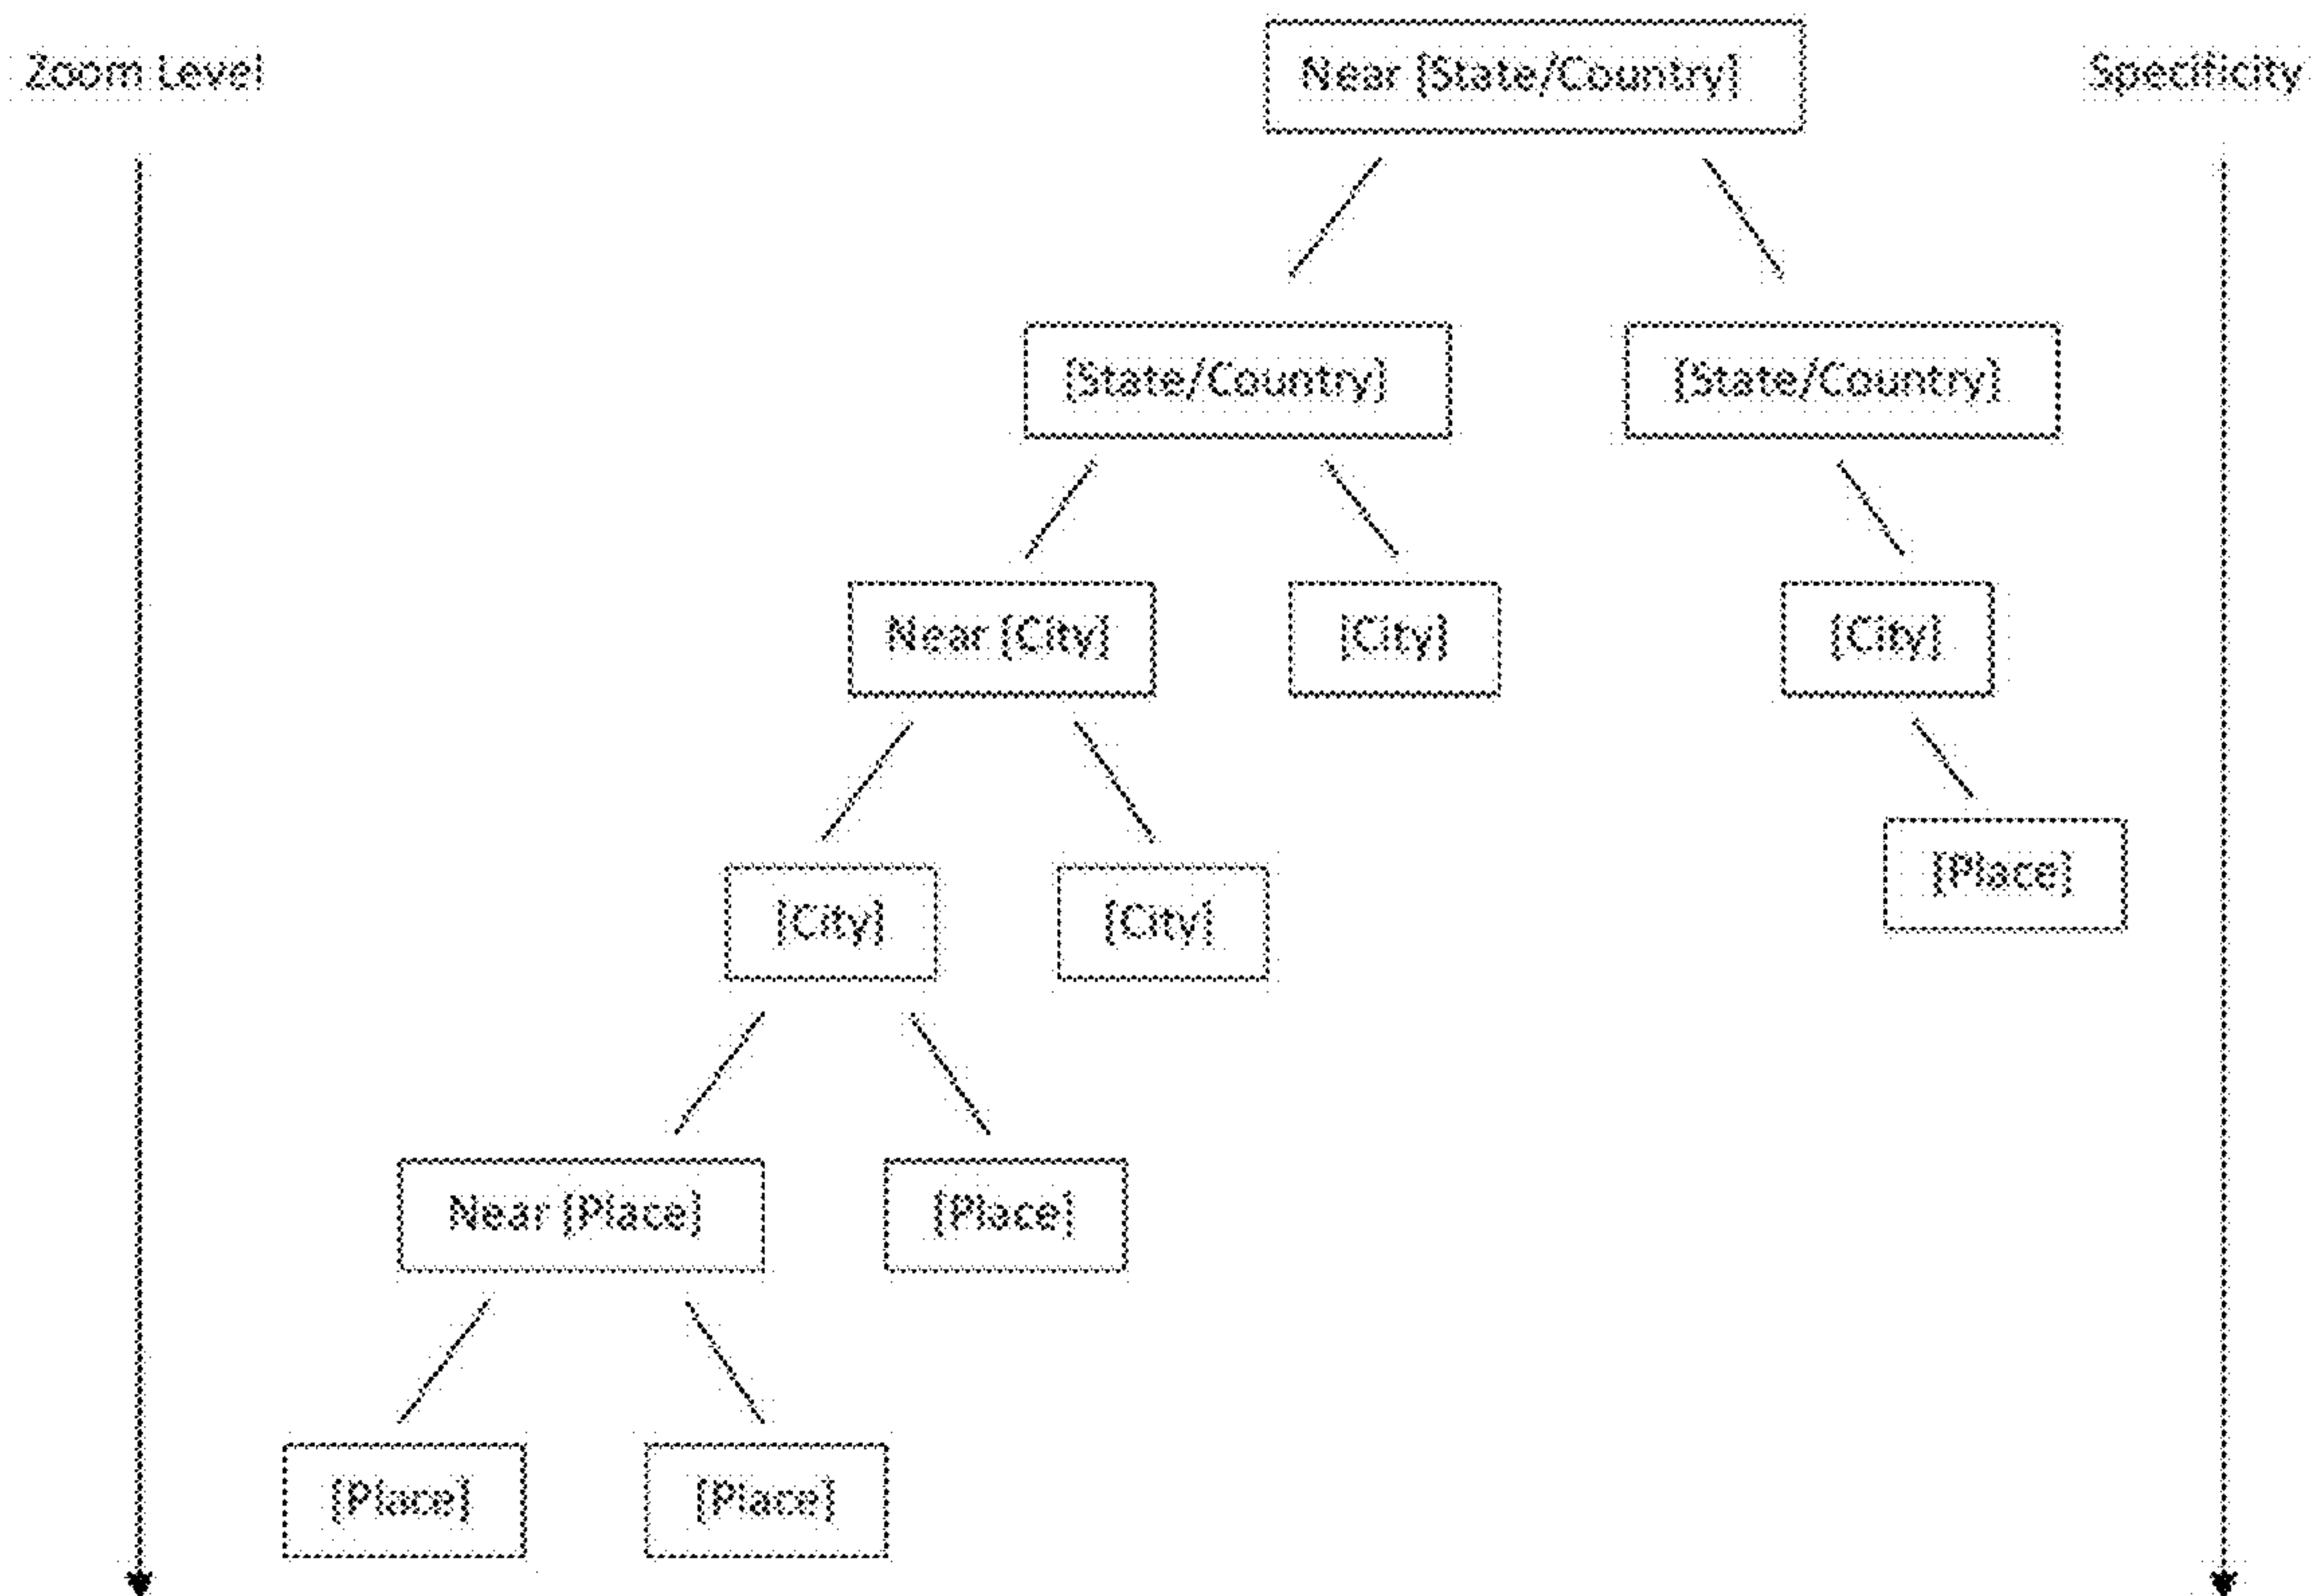 Zoom Level
Near [State/Country]
Specificity
[State/Country]
[State/Country]
Near [City]
[City]
[City]
[Place]
[City]
[City]
Near [Place]
[Place]
[Place]
[Place]